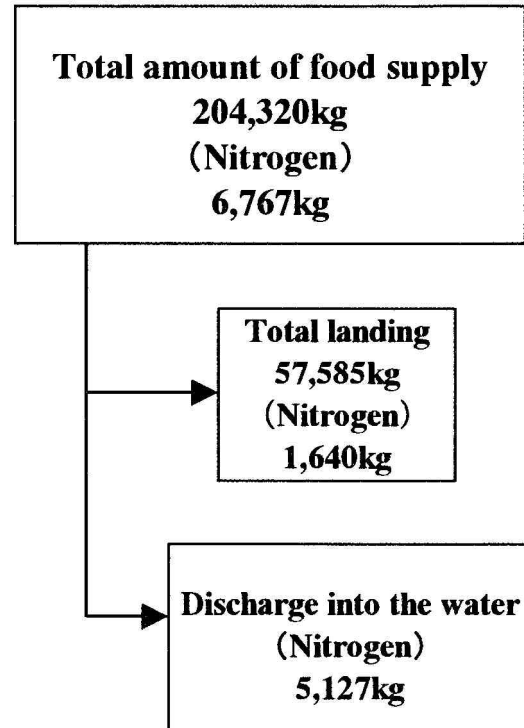 Total amount of food supply
204,320kg
(Nitrogen)
6,767kg
Total landing
57,585kg
(Nitrogen)
1,640kg
Discharge into the water
(Nitrogen)
5,127kg